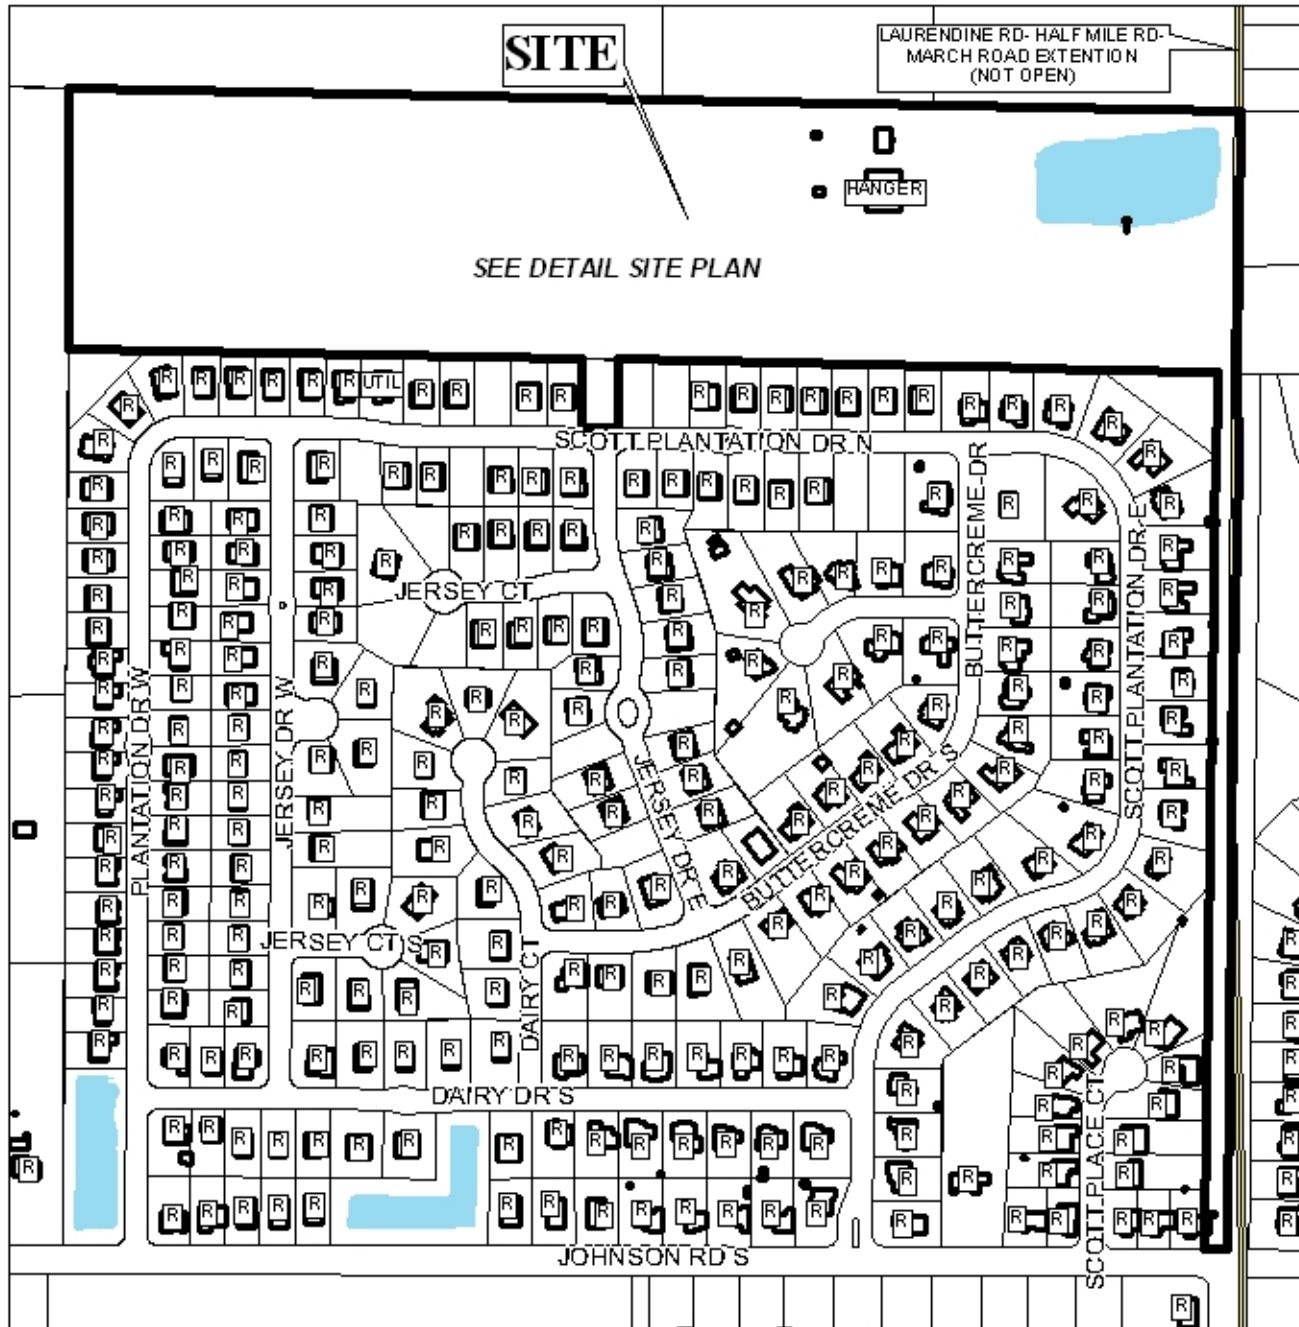 SITE
LAURENDINE RD- HALF MILE RD-
MARCH ROAD EXTENTION
(NOT OPEN)
HANGER
SEE DETAIL SITE PLAN
UTIL
SCOTT PLANTATION DR N
BUTTERCREME DR
SCOTT PLANTATION DR E
JERSEY CT
PLANTATION DR W
JERSEY DR W
JERSEY DR E
BUTTERCREME DR S
JERSEY CT S
DAIRY CT
DAIRY DR S
SCOTT PLACE CT
JOHNSON RD S
R